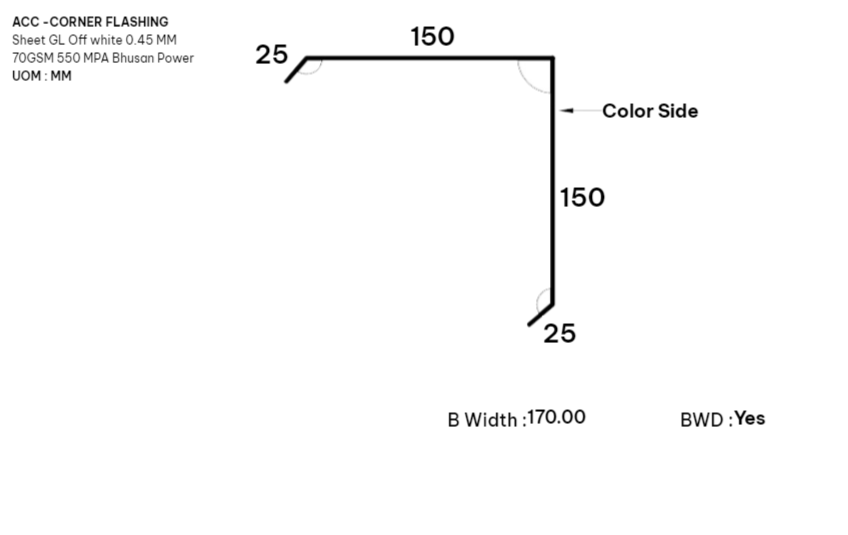 ACC -CORNER FLASHING
Sheet GL Off white 0.45 MM
70GSM 550 MPA Bhusan Power
UOM : MM
25
150
Color Side
150
25
B Width :170.00
BWD :Yes